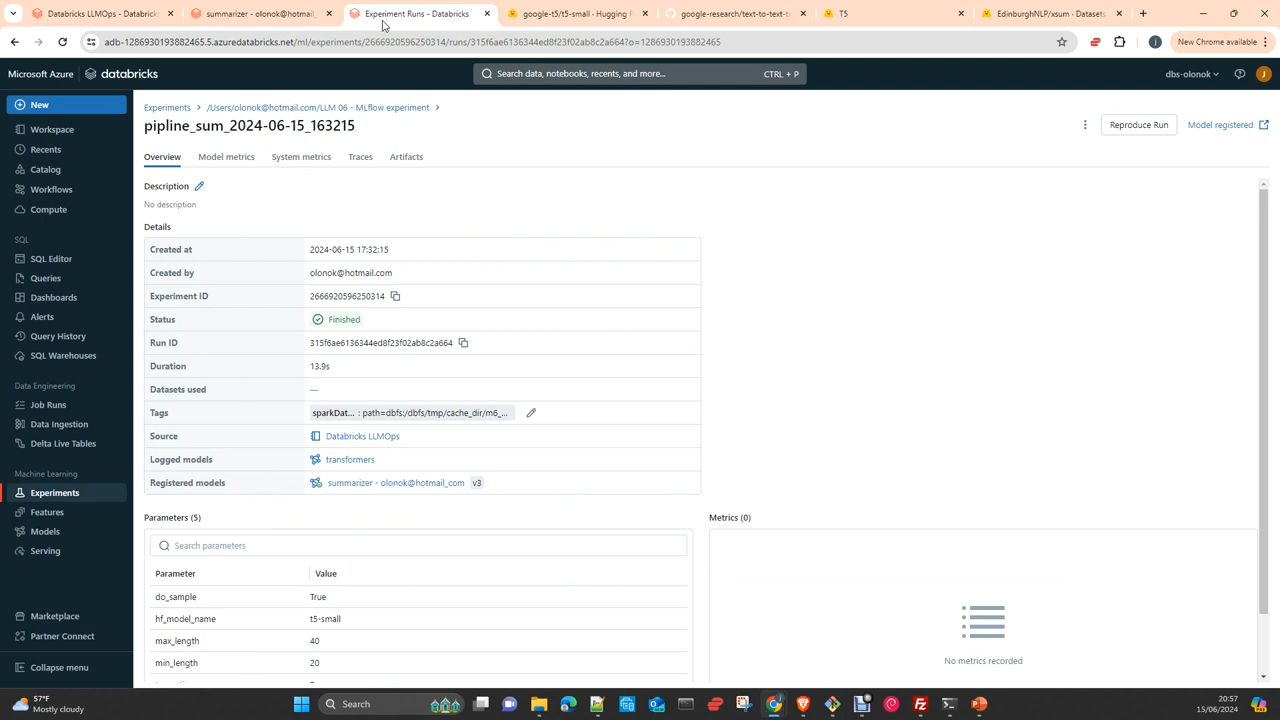 Databricks LLMOps - Databricks
summarizer - olonok@hotmail_
Experiment Runs - Databricks
google-t5/t5-small · Hugging F
google-research/text-to-text-t
T5
EdinburghNLP/xsum · Datasets
adb-1286930193882465.5.azuredatabricks.net/ml/experiments/2666920596250314/runs/315f6ae6136344ed8f23f02ab8c2a664?o=1286930193882465
New Chrome available
Microsoft Azure
databricks
Search data, notebooks, recents, and more...
CTRL + P
dbs-olonok
J
New
Workspace
Recents
Catalog
Workflows
Compute
SQL
SQL Editor
Queries
Dashboards
Alerts
Query History
SQL Warehouses
Data Engineering
Job Runs
Data Ingestion
Delta Live Tables
Machine Learning
Experiments
Features
Models
Serving
Marketplace
Partner Connect
Collapse menu
Experiments > /Users/olonok@hotmail.com/LLM 06 - MLflow experiment >
pipline_sum_2024-06-15_163215
Reproduce Run
Model registered
Overview Model metrics System metrics Traces Artifacts
Description
No description
Details
Created at 2024-06-15 17:32:15
Created by olonok@hotmail.com
Experiment ID 2666920596250314
Status Finished
Run ID 315f6ae6136344ed8f23f02ab8c2a664
Duration 13.9s
Datasets used —
Tags sparkDat... : path=dbfs:/dbfs/tmp/cache_dir/m6_...
Source Databricks LLMOps
Logged models transformers
Registered models summarizer - olonok@hotmail_com v3
Parameters (5)
Search parameters
Parameter Value
do_sample True
hf_model_name t5-small
max_length 40
min_length 20
Metrics (0)
No metrics recorded
57°F
Mostly cloudy
Search
20:57
15/06/2024